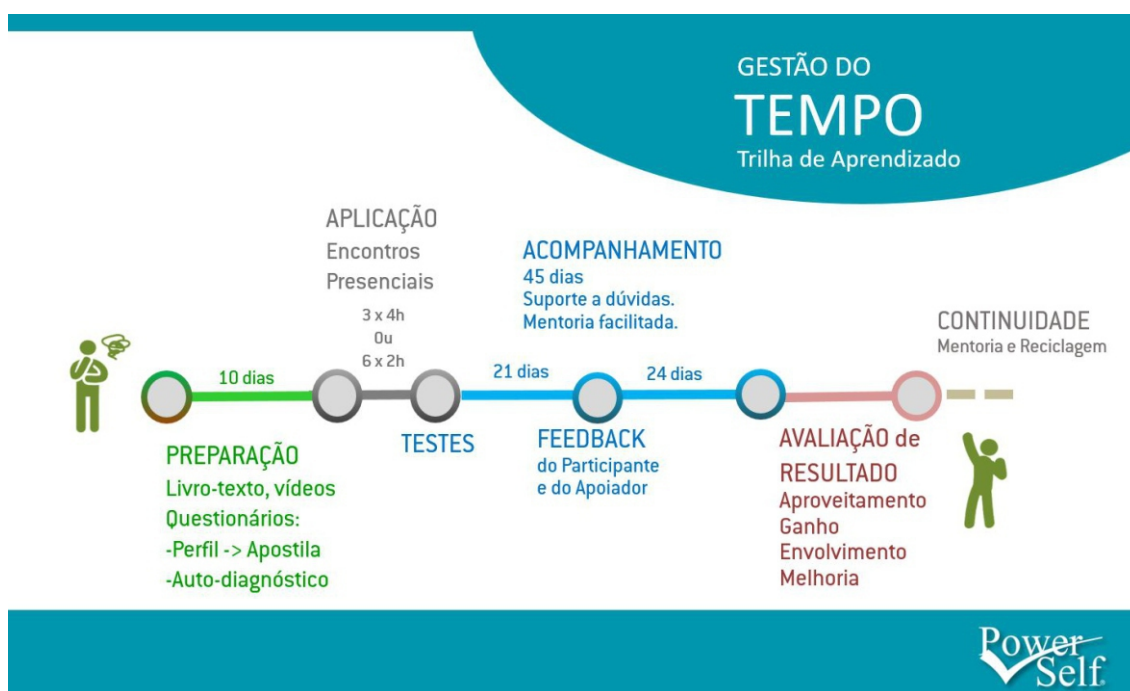 GESTÃO DO
TEMPO
Trilha de Aprendizado
APLICAÇÃO
Encontros
Presenciais
3 x 4h
Ou
6 x 2h
ACOMPANHAMENTO
45 dias
Suporte a dúvidas.
Mentoria facilitada.
CONTINUIDADE
Mentoria e Reciclagem
10 dias
21 dias
24 dias
PREPARAÇÃO
Livro-texto, vídeos
Questionários:
-Perfil -> Apostila
-Auto-diagnóstico
TESTES
FEEDBACK
do Participante
e do Apoiador
AVALIAÇÃO de
RESULTADO
Aproveitamento
Ganho
Envolvimento
Melhoria
Power
Self